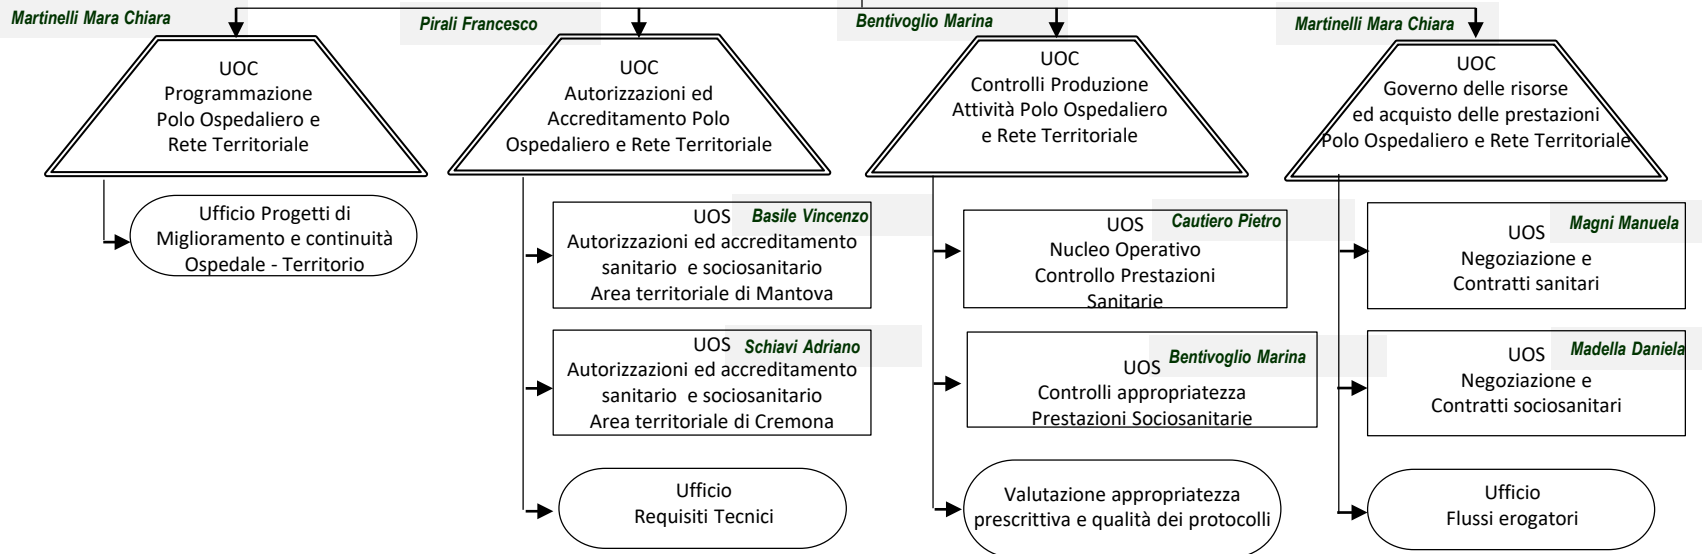 Martinelli Mara Chiara
UOC
Programmazione
Polo Ospedaliero e
Rete Territoriale
Ufficio Progetti di
Miglioramento e continuità
Ospedale - Territorio
Pirali Francesco
UOC
Autorizzazioni ed
Accreditamento Polo
Ospedaliero e Rete Territoriale
UOS
Basile Vincenzo
Autorizzazioni ed accreditamento
sanitario e sociosanitario
Area territoriale di Mantova
UOS
Schiavi Adriano
Autorizzazioni ed accreditamento
sanitario e sociosanitario
Area territoriale di Cremona
Ufficio
Requisiti Tecnici
Bentivoglio Marina
UOC
Controlli Produzione
Attività Polo Ospedaliero
e Rete Territoriale
UOS
Cautiero Pietro
Nucleo Operativo
Controllo Prestazioni
Sanitarie
UOS
Bentivoglio Marina
Controlli appropriatezza
Prestazioni Sociosanitarie
Valutazione appropriatezza
prescrittiva e qualità dei protocolli
Martinelli Mara Chiara
UOC
Governo delle risorse
ed acquisto delle prestazioni
Polo Ospedaliero e Rete Territoriale
UOS
Magni Manuela
Negoziazione e
Contratti sanitari
UOS
Madella Daniela
Negoziazione e
Contratti sociosanitari
Ufficio
Flussi erogatori